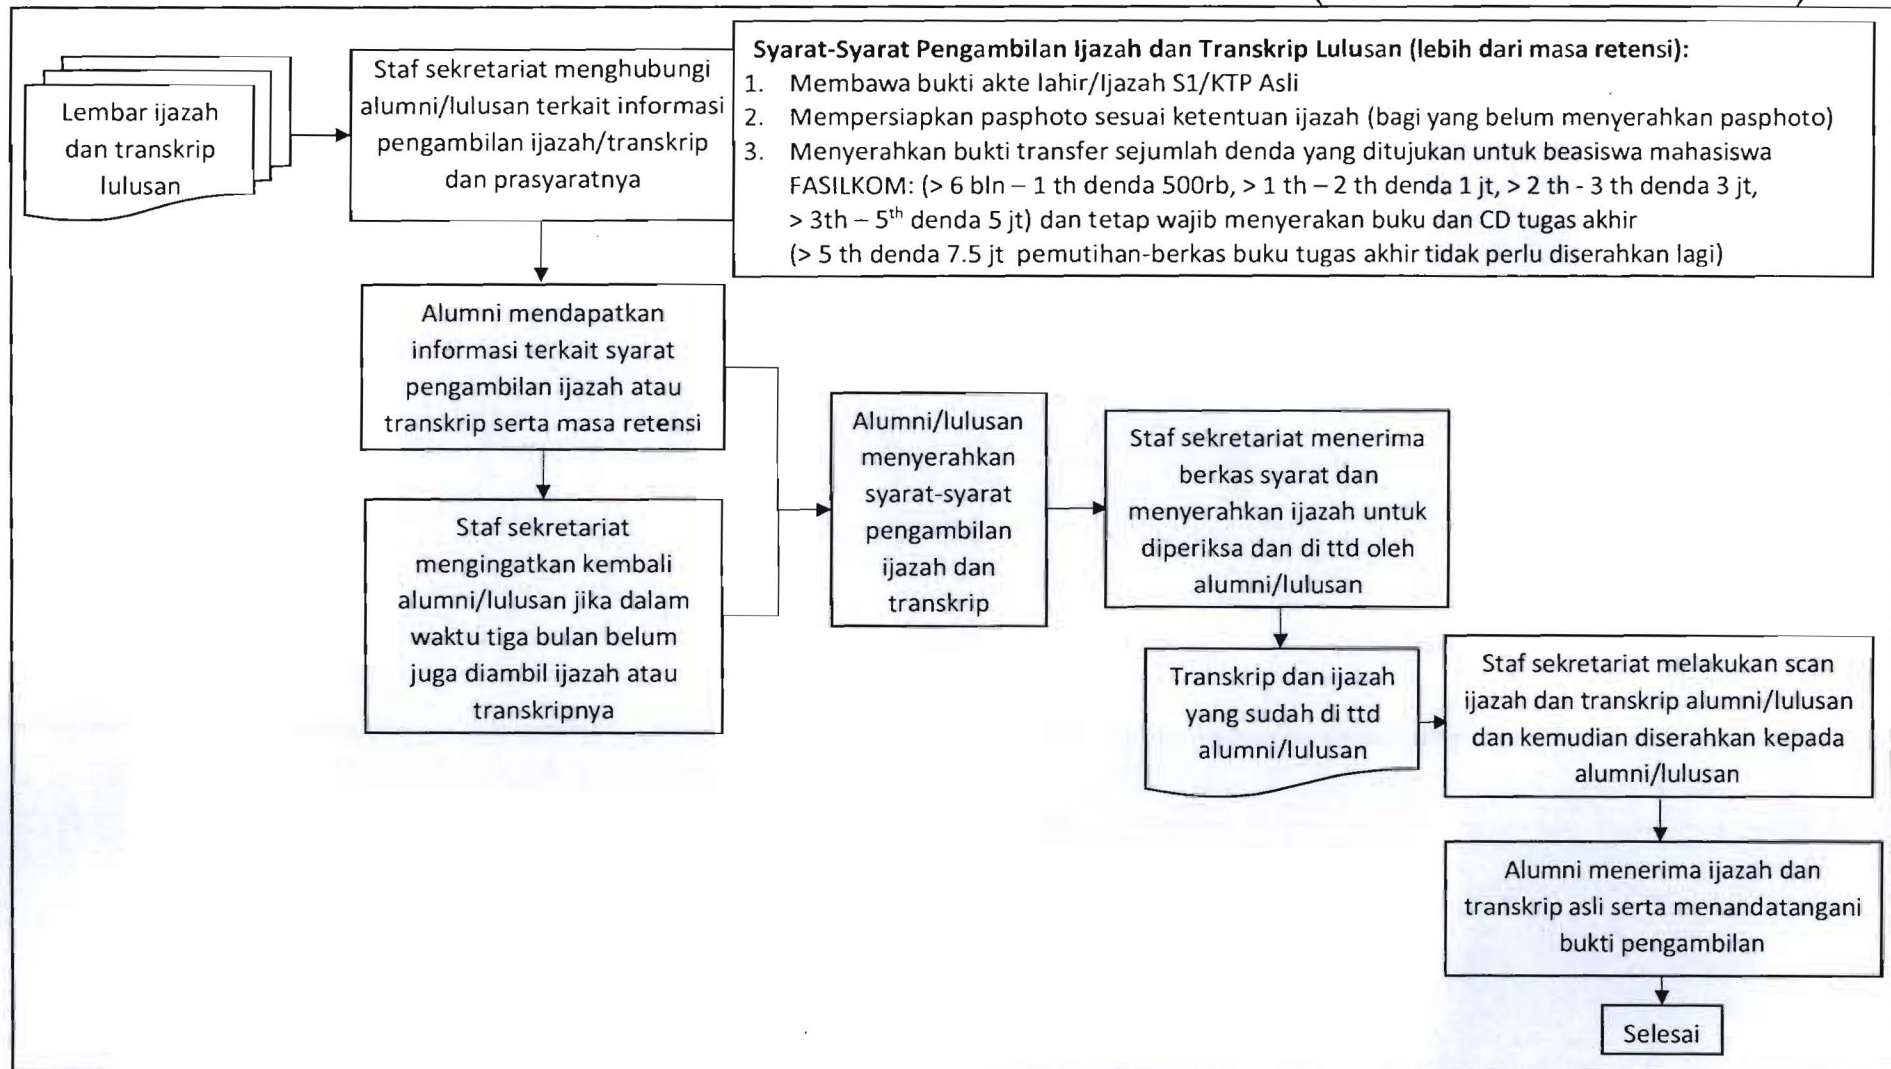 Lembar ijazah
dan transkrip
lulusan
Staf sekretariat menghubungi
alumni/lulusan terkait informasi
pengambilan ijazah/transkrip
dan prasyaratnya
Syarat-Syarat Pengambilan Ijazah dan Transkrip Lulusan (lebih dari masa retensi):
1. Membawa bukti akte lahir/Ijazah S1/KTP Asli
2. Mempersiapkan pasphoto sesuai ketentuan ijazah (bagi yang belum menyerahkan pasphoto)
3. Menyerahkan bukti transfer sejumlah denda yang ditujukan untuk beasiswa mahasiswa
FASILKOM: (> 6 bln – 1 th denda 500rb, > 1 th – 2 th denda 1 jt, > 2 th - 3 th denda 3 jt,
> 3th – 5th denda 5 jt) dan tetap wajib menyerakan buku dan CD tugas akhir
(> 5 th denda 7.5 jt pemutihan-berkas buku tugas akhir tidak perlu diserahkan lagi)
Alumni mendapatkan
informasi terkait syarat
pengambilan ijazah atau
transkrip serta masa retensi
Staf sekretariat
mengingatkan kembali
alumni/lulusan jika dalam
waktu tiga bulan belum
juga diambil ijazah atau
transkripnya
Alumni/lulusan
menyerahkan
syarat-syarat
pengambilan
ijazah dan
transkrip
Staf sekretariat menerima
berkas syarat dan
menyerahkan ijazah untuk
diperiksa dan di ttd oleh
alumni/lulusan
Transkrip dan ijazah
yang sudah di ttd
alumni/lulusan
Staf sekretariat melakukan scan
ijazah dan transkrip alumni/lulusan
dan kemudian diserahkan kepada
alumni/lulusan
Alumni menerima ijazah dan
transkrip asli serta menandatangani
bukti pengambilan
Selesai